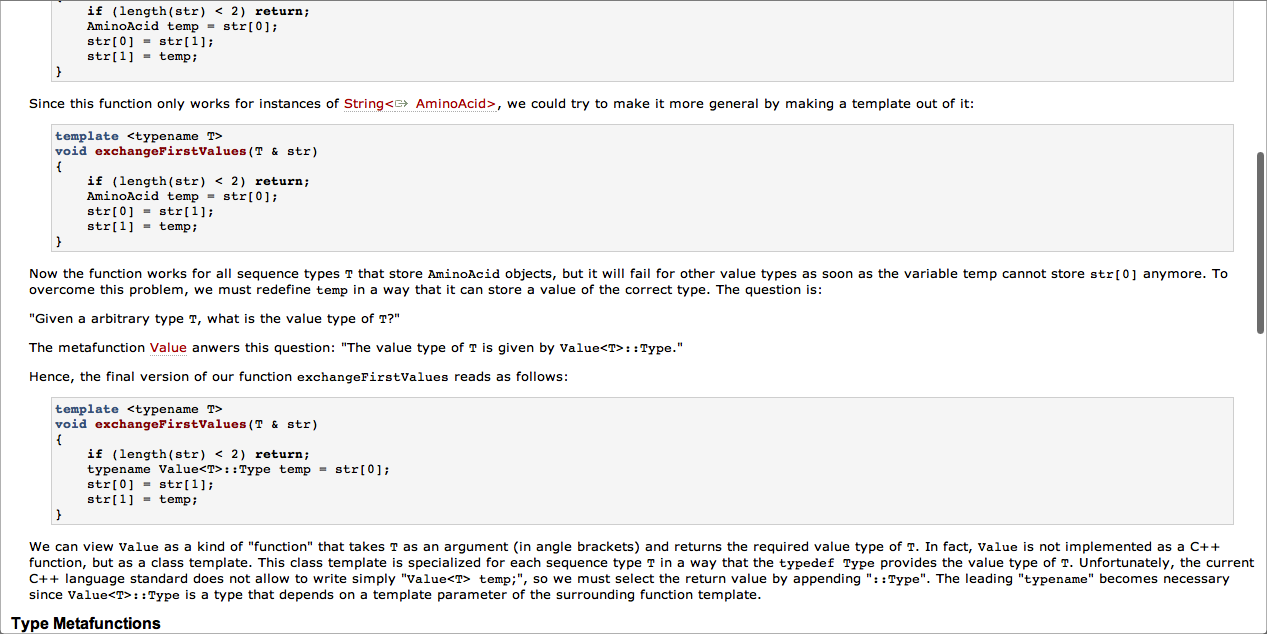 if (length(str) < 2) return;
AminoAcid temp = str[0];
str[0] = str[1];
str[1] = temp;
}
Since this function only works for instances of String< AminoAcid>, we could try to make it more general by making a template out of it:
template <typename T>
void exchangeFirstValues(T & str)
{
if (length(str) < 2) return;
AminoAcid temp = str[0];
str[0] = str[1];
str[1] = temp;
}
Now the function works for all sequence types T that store AminoAcid objects, but it will fail for other value types as soon as the variable temp cannot store str[0] anymore. To
overcome this problem, we must redefine temp in a way that it can store a value of the correct type. The question is:
"Given a arbitrary type T, what is the value type of T?"
The metafunction Value anwers this question: "The value type of T is given by Value<T>::Type."
Hence, the final version of our function exchangeFirstValues reads as follows:
template <typename T>
void exchangeFirstValues(T & str)
{
if (length(str) < 2) return;
typename Value<T>::Type temp = str[0];
str[0] = str[1];
str[1] = temp;
}
We can view Value as a kind of "function" that takes T as an argument (in angle brackets) and returns the required value type of T. In fact, Value is not implemented as a C++
function, but as a class template. This class template is specialized for each sequence type T in a way that the typedef Type provides the value type of T. Unfortunately, the current
C++ language standard does not allow to write simply "Value<T> temp;", so we must select the return value by appending "::Type". The leading "typename" becomes necessary
since Value<T>::Type is a type that depends on a template parameter of the surrounding function template.
Type Metafunctions